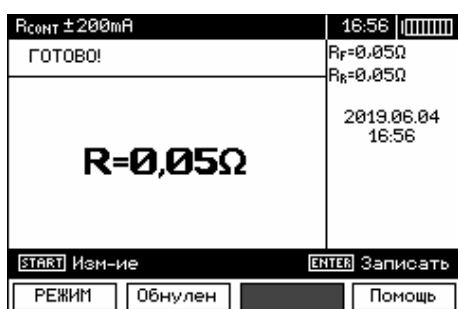 RCONT ±200mA 16:56
ГОТОВО!
RF=0,05Ω
RR=0,05Ω
2019.06.04
16:56
R=0,05Ω
START Изм-ие ENTER Записать
РЕЖИМ Обнулен Помощь